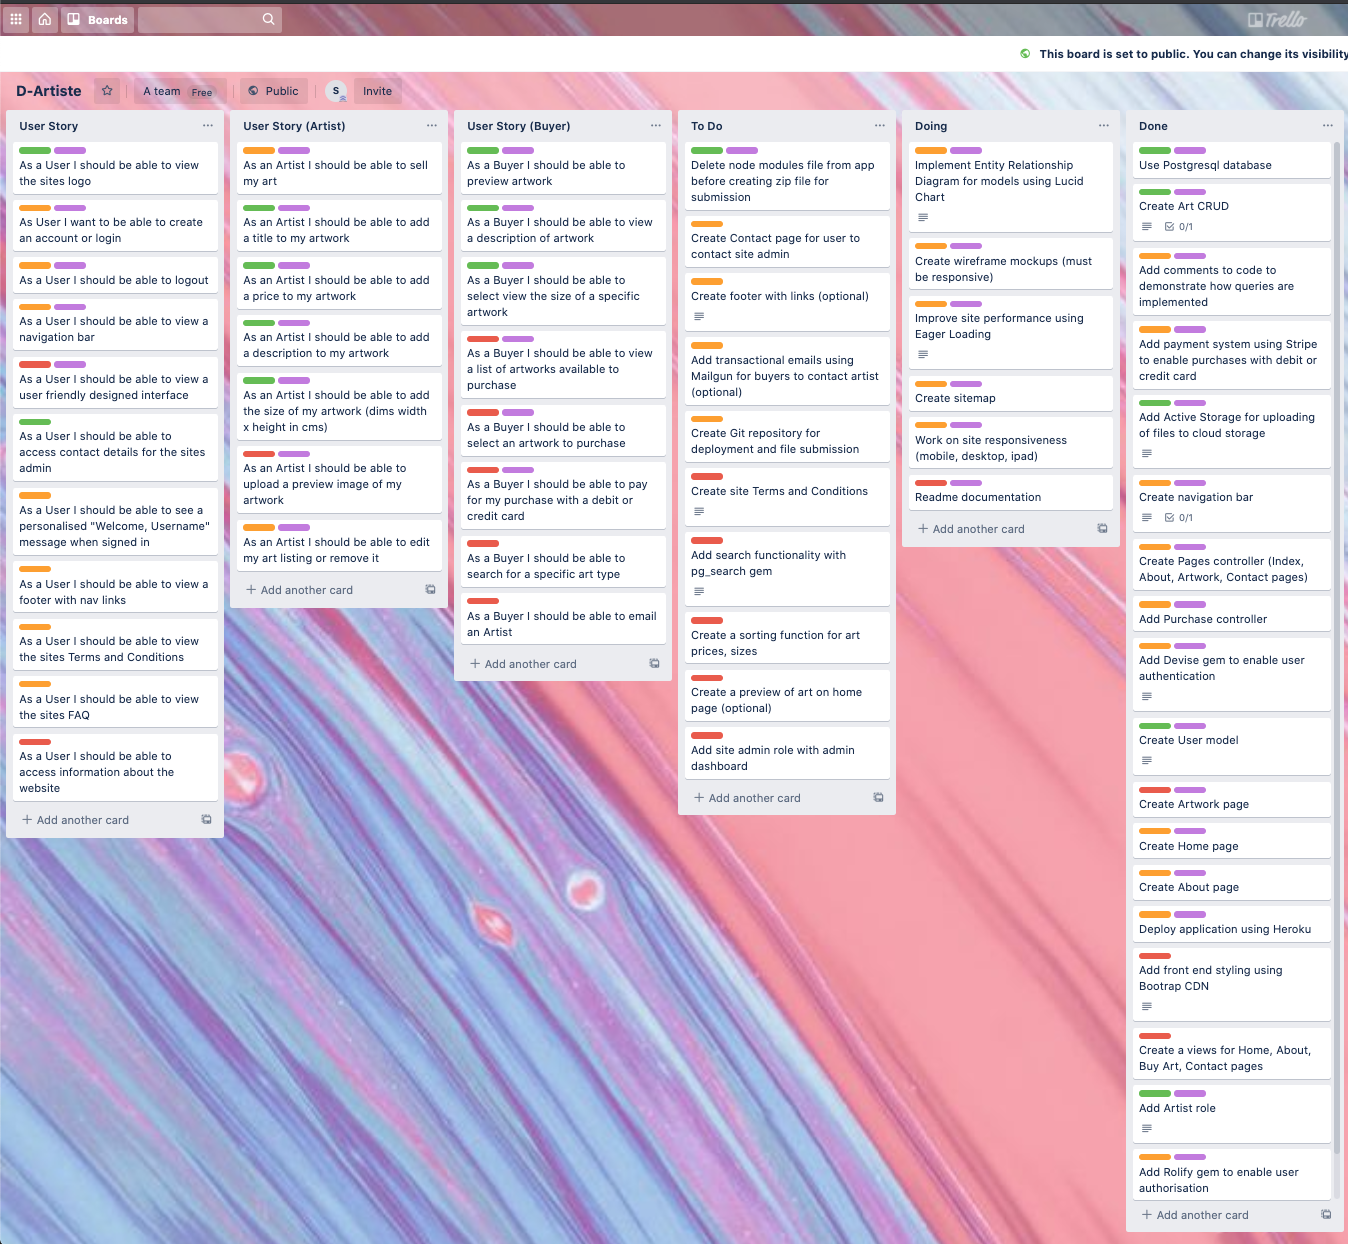 Boards
Trello
This board is set to public. You can change its visibility
D-Artiste
A team Free
Public
S
Invite
User Story
As a User I should be able to view
the sites logo
As User I want to be able to create
an account or login
As a User I should be able to logout
As a User I should be able to view a
navigation bar
As a User I should be able to view a
user friendly designed interface
As a User I should be able to
access contact details for the sites
admin
As a User I should be able to see a
personalised "Welcome, Username"
message when signed in
As a User I should be able to view a
footer with nav links
As a User I should be able to view
the sites Terms and Conditions
As a User I should be able to view
the sites FAQ
As a User I should be able to
access information about the
website
+ Add another card
User Story (Artist)
As an Artist I should be able to sell
my art
As an Artist I should be able to add
a title to my artwork
As an Artist I should be able to add
a price to my artwork
As an Artist I should be able to add
a description to my artwork
As an Artist I should be able to add
the size of my artwork (dims width
x height in cms)
As an Artist I should be able to
upload a preview image of my
artwork
As an Artist I should be able to edit
my art listing or remove it
+ Add another card
User Story (Buyer)
As a Buyer I should be able to
preview artwork
As a Buyer I should be able to view
a description of artwork
As a Buyer I should be able to
select view the size of a specific
artwork
As a Buyer I should be able to view
a list of artworks available to
purchase
As a Buyer I should be able to
select an artwork to purchase
As a Buyer I should be able to pay
for my purchase with a debit or
credit card
As a Buyer I should be able to
search for a specific art type
As a Buyer I should be able to email
an Artist
+ Add another card
To Do
Delete node modules file from app
before creating zip file for
submission
Create Contact page for user to
contact site admin
Create footer with links (optional)
Add transactional emails using
Mailgun for buyers to contact artist
(optional)
Create Git repository for
deployment and file submission
Create site Terms and Conditions
Add search functionality with
pg_search gem
Create a sorting function for art
prices, sizes
Create a preview of art on home
page (optional)
Add site admin role with admin
dashboard
+ Add another card
Doing
Implement Entity Relationship
Diagram for models using Lucid
Chart
Create wireframe mockups (must
be responsive)
Improve site performance using
Eager Loading
Create sitemap
Work on site responsiveness
(mobile, desktop, ipad)
Readme documentation
+ Add another card
Done
Use Postgresql database
Create Art CRUD
0/1
Add comments to code to
demonstrate how queries are
implemented
Add payment system using Stripe
to enable purchases with debit or
credit card
Add Active Storage for uploading
of files to cloud storage
Create navigation bar
0/1
Create Pages controller (Index,
About, Artwork, Contact pages)
Add Purchase controller
Add Devise gem to enable user
authentication
Create User model
Create Artwork page
Create Home page
Create About page
Deploy application using Heroku
Add front end styling using
Bootrap CDN
Create a views for Home, About,
Buy Art, Contact pages
Add Artist role
Add Rolify gem to enable user
authorisation
+ Add another card